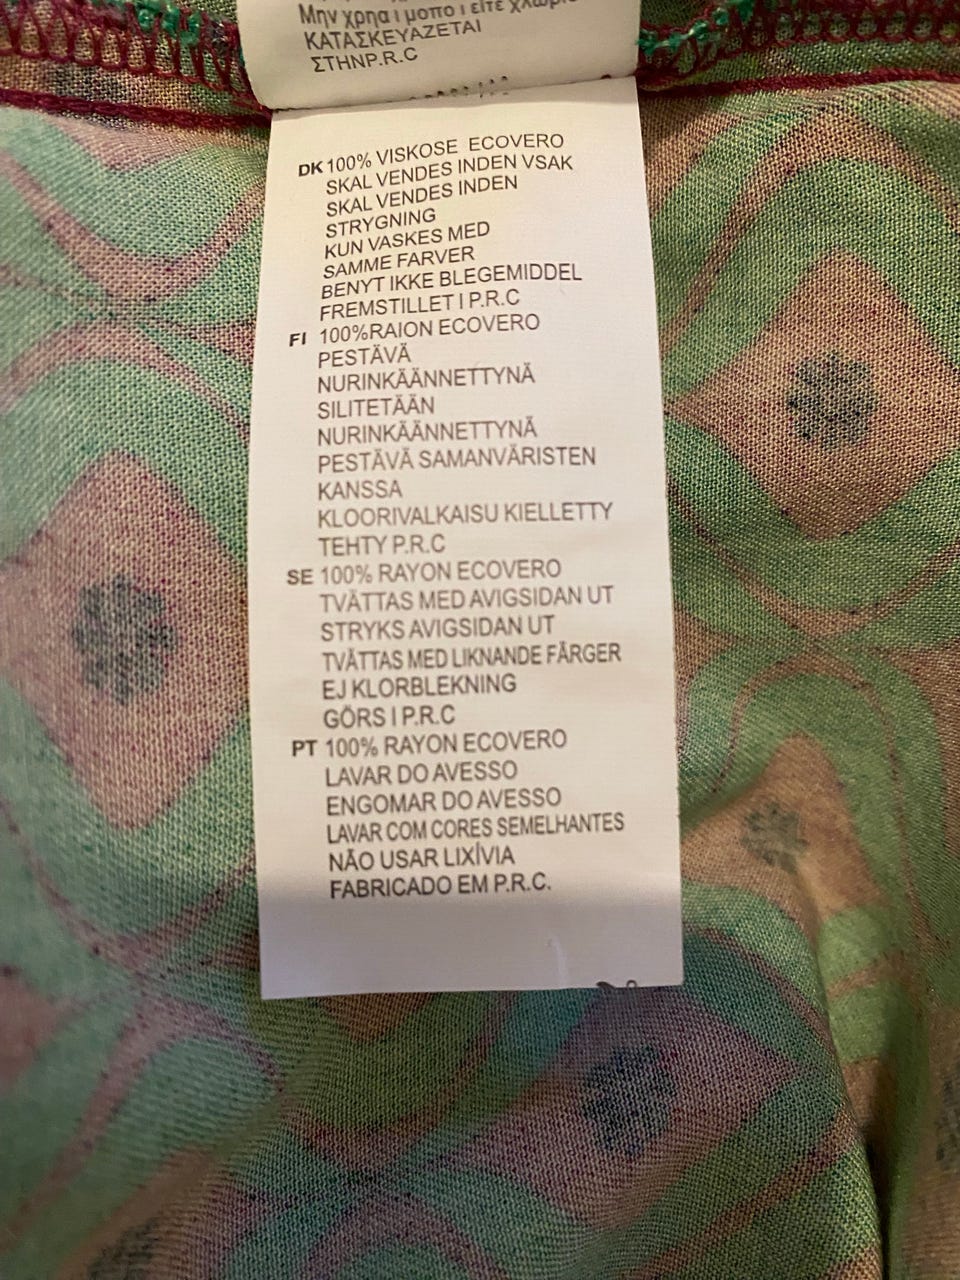 ΚΑΤΑΣΚΕΥΑΖΕΤΑΙ
ΣΤΗΝP.R.C
DK 100% VISKOSE ECOVERO
SKAL VENDES INDEN VSAK
SKAL VENDES INDEN
STRYGNING
KUN VASKES MED
SAMME FARVER
BENYT IKKE BLEGEMIDDEL
FREMSTILLET I P.R.C
FI 100%RAION ECOVERO
PESTÄVÄ
NURINKÄÄNNETTYNÄ
SILITETÄÄN
NURINKÄÄNNETTYNÄ
PESTÄVÄ SAMANVÄRISTEN
KANSSA
KLOORIVALKAISU KIELLETTY
TEHTY P.R.C
SE 100% RAYON ECOVERO
TVÄTTAS MED AVIGSIDAN UT
STRYKS AVIGSIDAN UT
TVÄTTAS MED LIKNANDE FÄRGER
EJ KLORBLEKNING
GÖRS I P.R.C
PT 100% RAYON ECOVERO
LAVAR DO AVESSO
ENGOMAR DO AVESSO
LAVAR COM CORES SEMELHANTES
NÃO USAR LIXÍVIA
FABRICADO EM P.R.C.